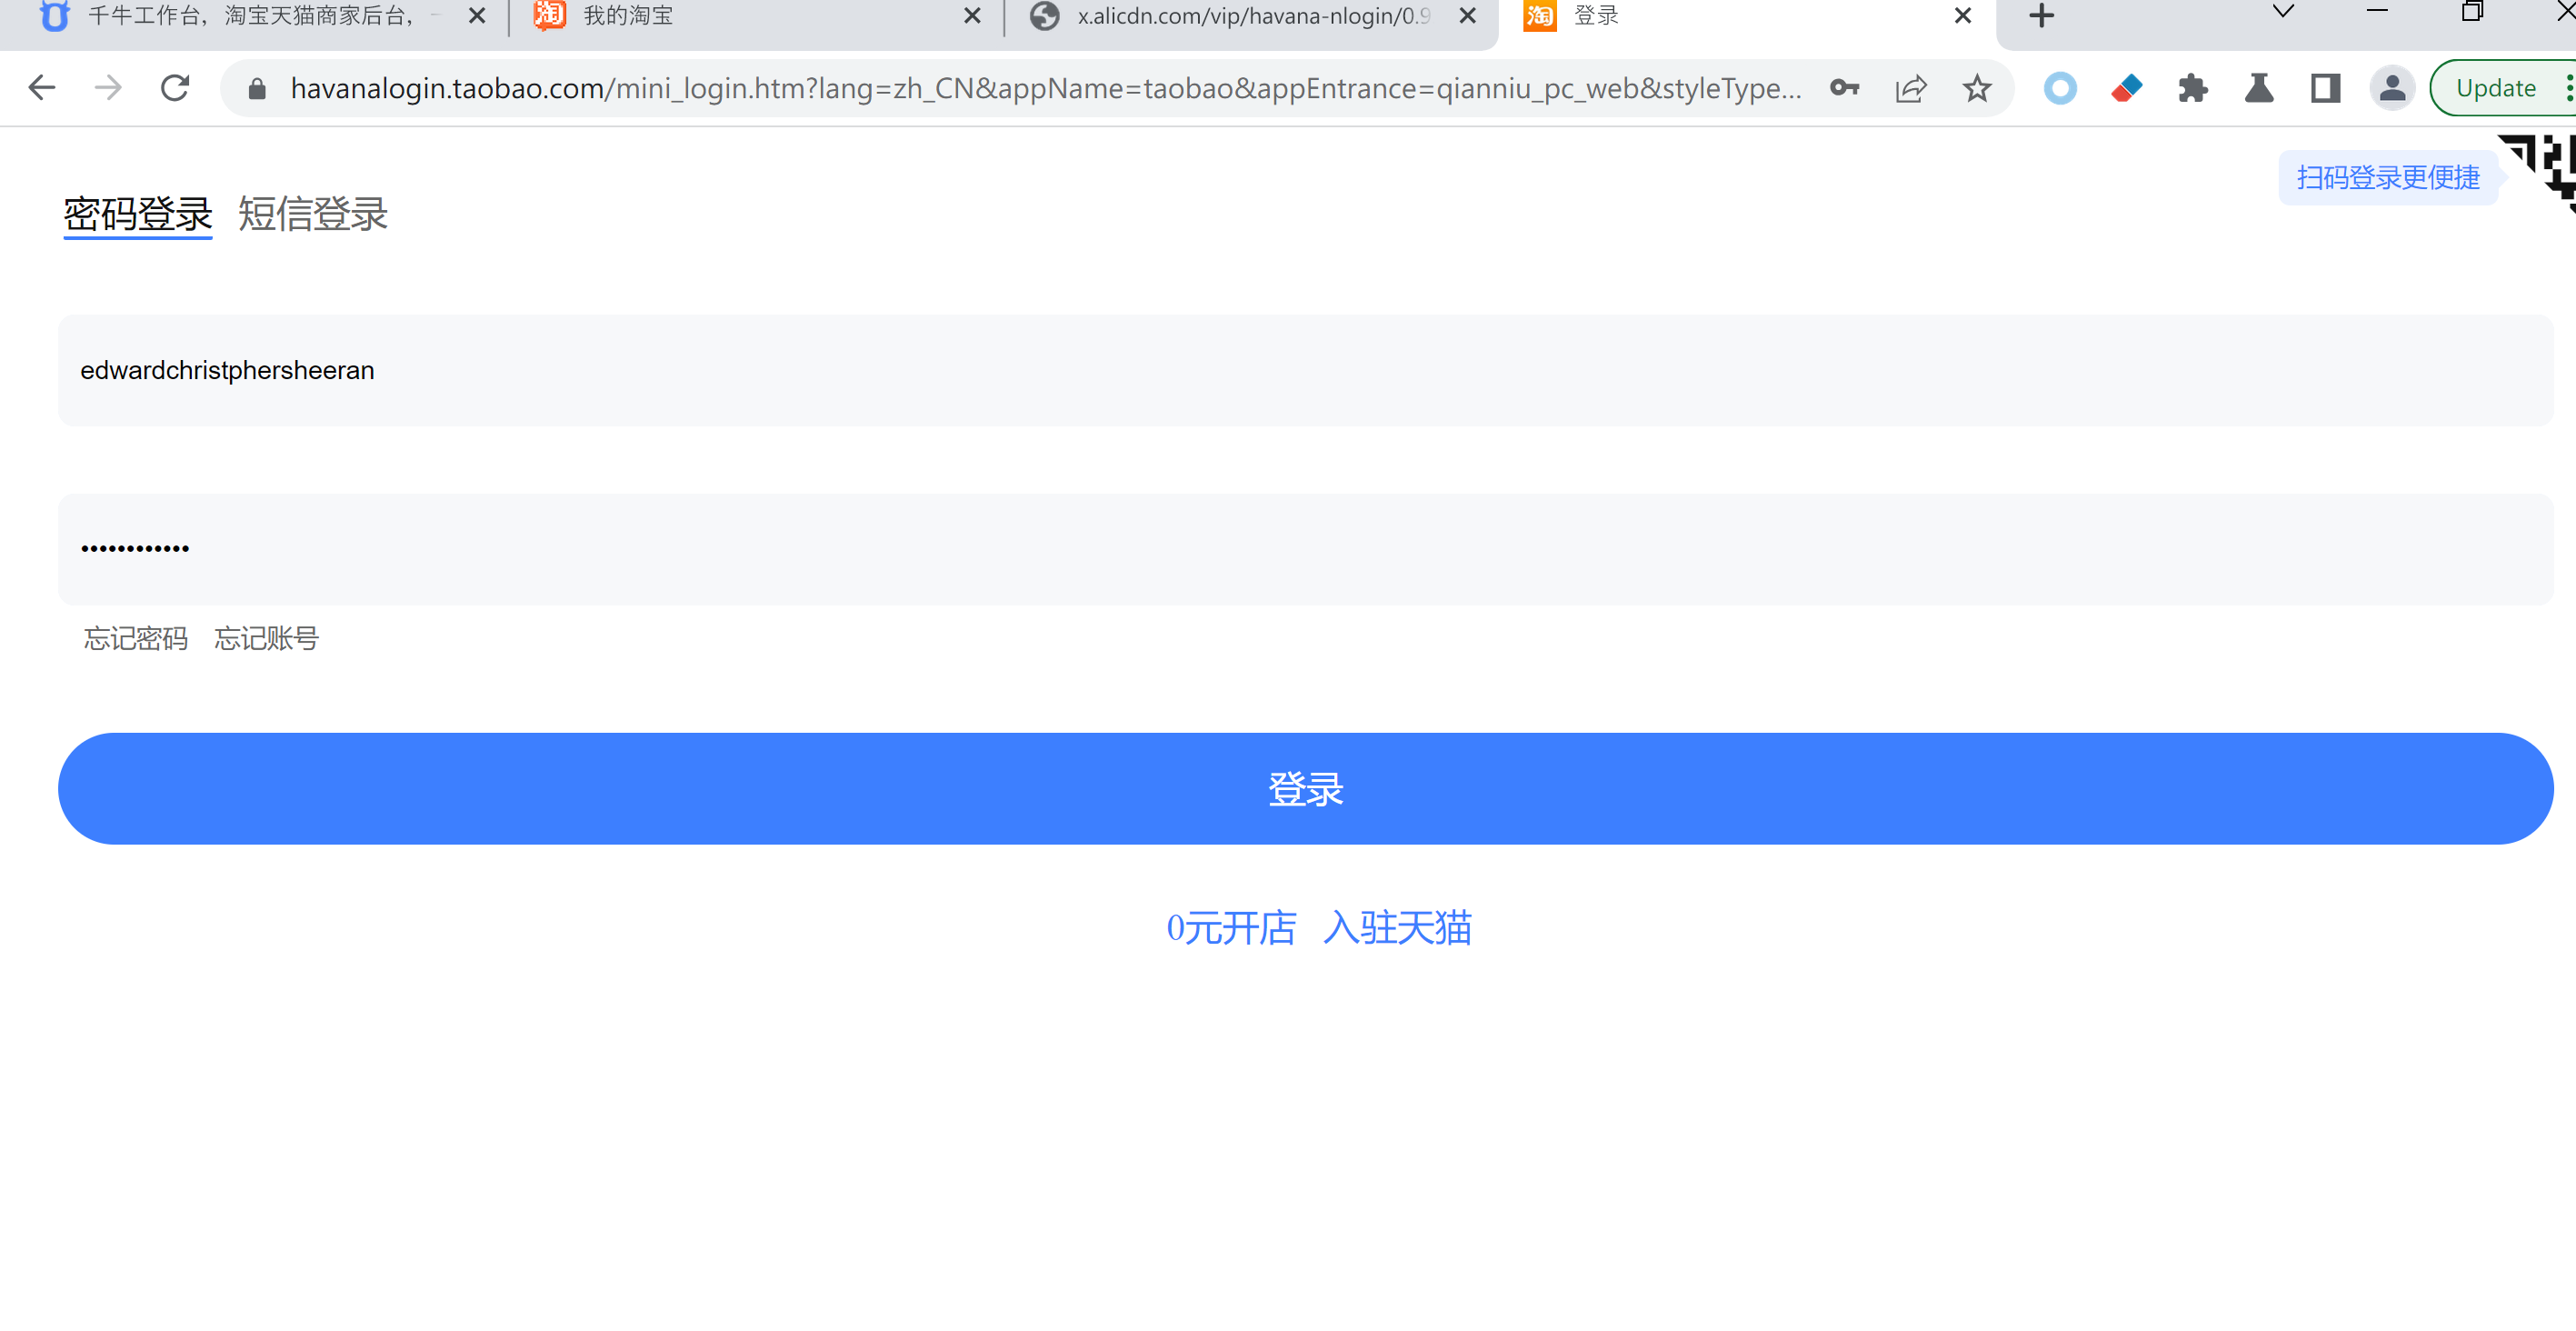 千牛工作台，淘宝天猫商家后台，
我的淘宝
x.alicdn.com/vip/havana-nlogin/0.9
登录
havanalogin.taobao.com/mini_login.htm?lang=zh_CN&appName=taobao&appEntrance=qianniu_pc_web&styleType...
Update
扫码登录更便捷
密码登录 短信登录
edwardchristphersheeran
••••••••••••
忘记密码 忘记账号
登录
0元开店 入驻天猫